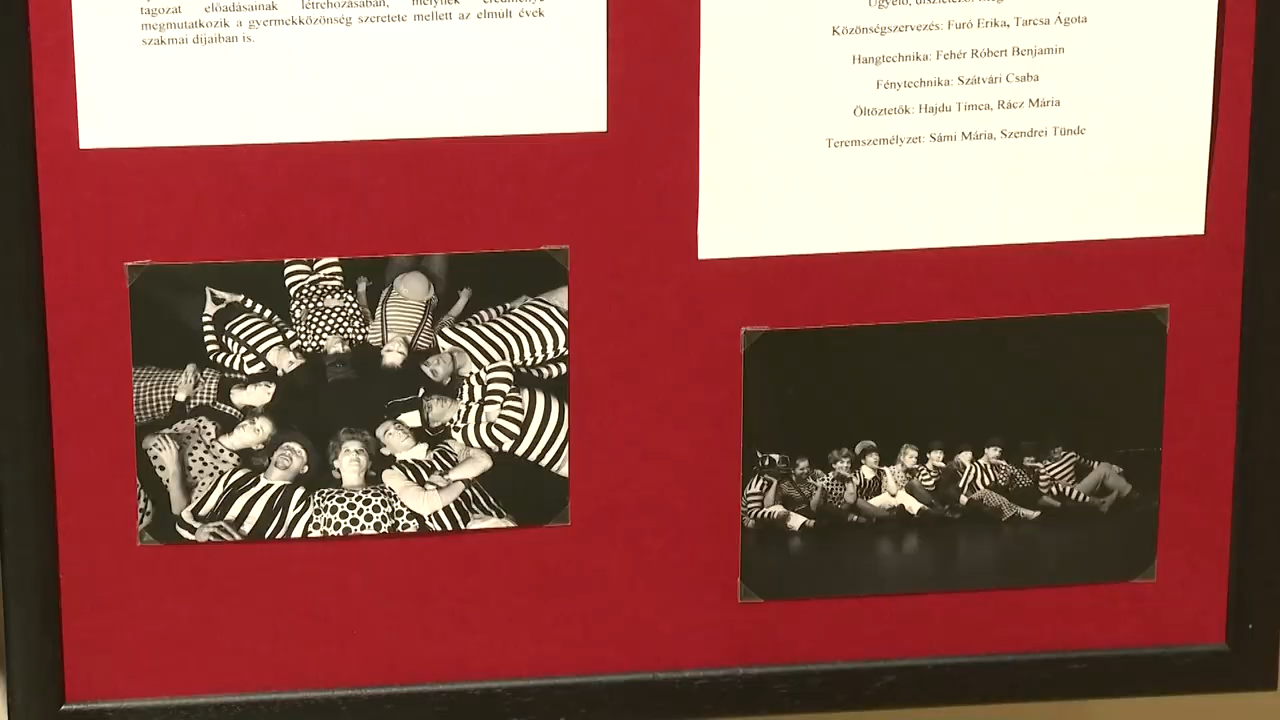 tagozat előadásainak létrehozásában, melynek eredménye
megmutatkozik a gyermekközönség szeretete mellett az elmúlt évek
szakmai díjaiban is.
Közönségszervezés: Furó Erika, Tarcsa Ágota
Hangtechnika: Fehér Róbert Benjamin
Fénytechnika: Szátvári Csaba
Öltöztetők: Hajdu Tímea, Rácz Mária
Teremszemélyzet: Sámi Mária, Szendrei Tünde